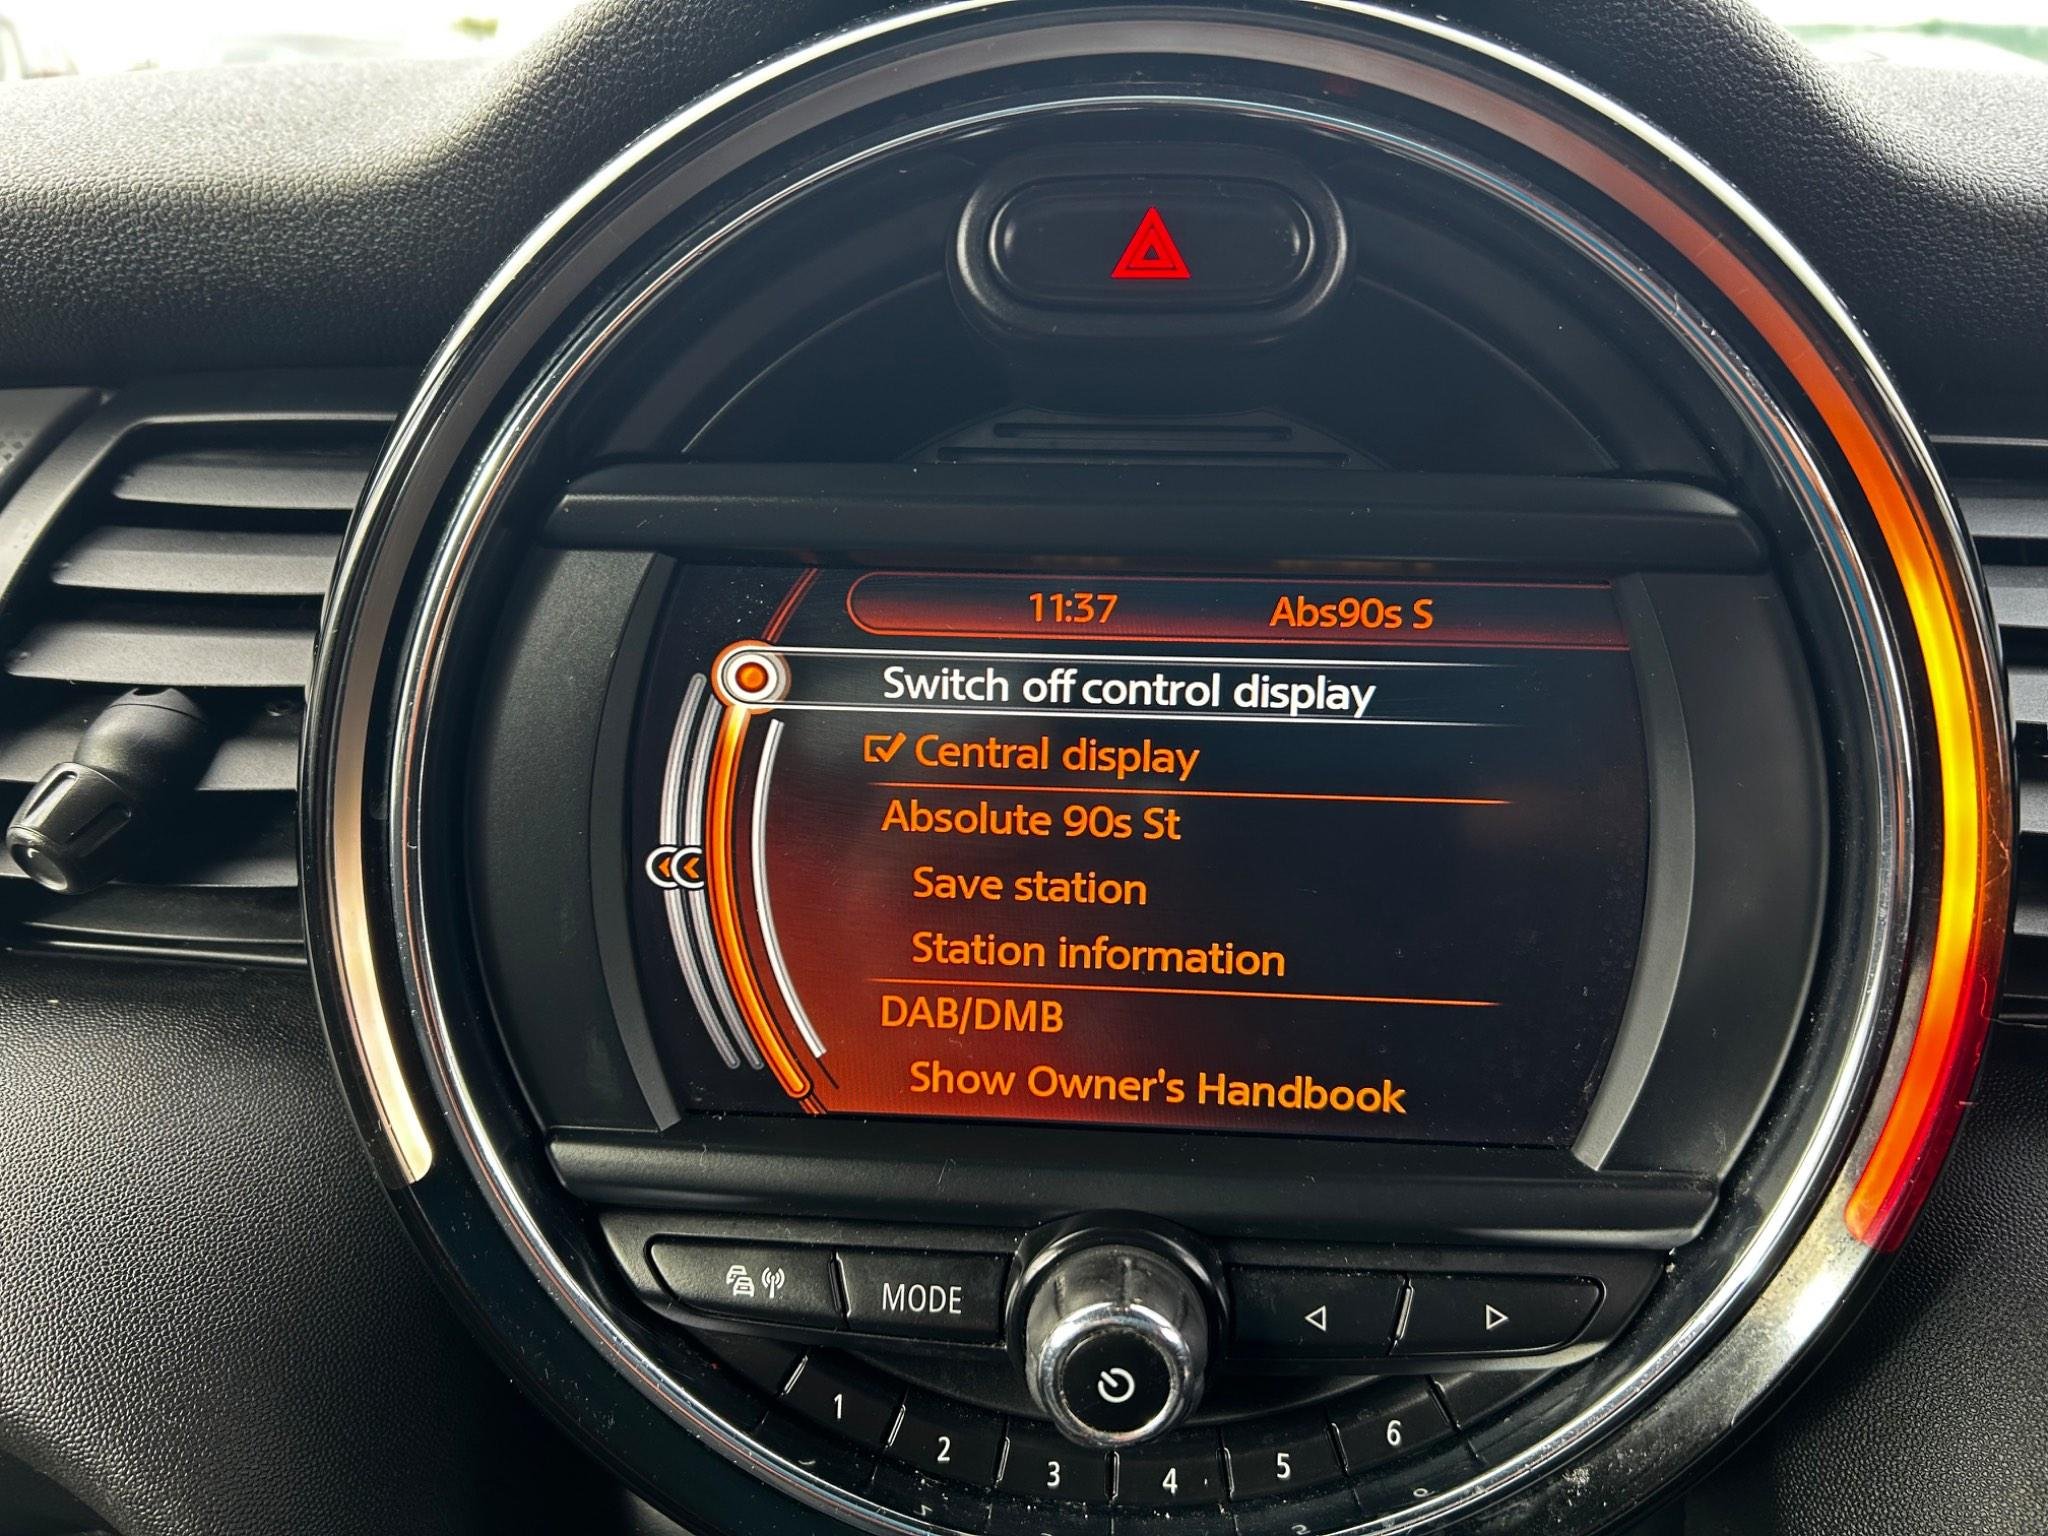 11:37 Abs90s S
Switch off control display
Central display
Absolute 90s St
Save station
Station information
DAB/DMB
Show Owner's Handbook
MODE
1 2 3 4 5 6